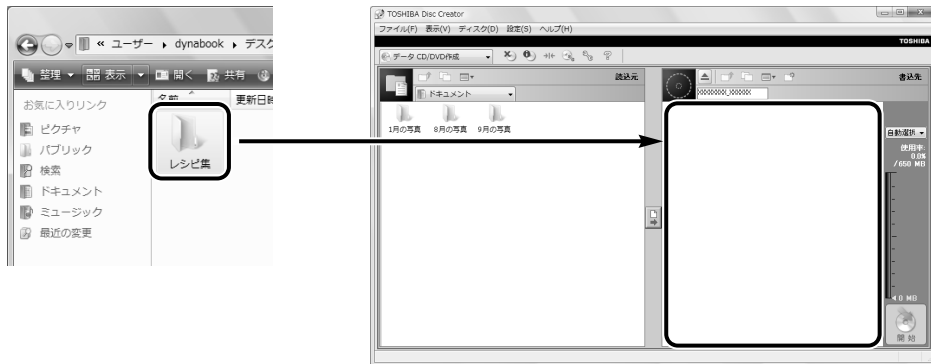 « ユーザー ▸ dynabook ▸ デスク
整理 ▼ 表示 ▼ 開く 共有
お気に入りリンク
ピクチャ
パブリック
検索
ドキュメント
ミュージック
最近の変更
名前 更新日時
レシピ集
TOSHIBA Disc Creator
ファイル(F) 表示(V) ディスク(D) 設定(S) ヘルプ(H)
TOSHIBA
データ CD/DVD作成
読込元
ドキュメント
1月の写真 8月の写真 9月の写真
書込先
XXXXXXXX_XXXXXX
自動選択
使用率:
0.0%
/650 MB
0 MB
開始